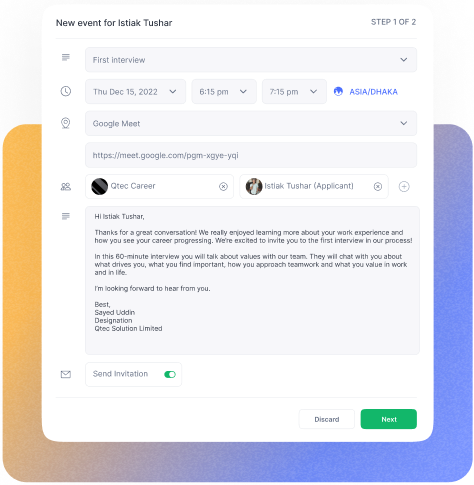 New event for Istiak Tushar
STEP 1 OF 2
First interview
Thu Dec 15, 2022
6:15 pm
7:15 pm
ASIA/DHAKA
Google Meet
https://meet.google.com/pgm-xgye-yqi
Qtec Career
Istiak Tushar (Applicant)
Hi Istiak Tushar,
Thanks for a great conversation! We really enjoyed learning more about your work experience and
how you see your career progressing. We're excited to invite you to the first interview in our process!
In this 60-minute interview you will talk about values with our team. They will chat with you about
what drives you, what you find important, how you approach teamwork and what you value in work
and in life.
I'm looking forward to hear from you.
Best,
Sayed Uddin
Designation
Qtec Solution Limited
Send Invitation
Discard
Next